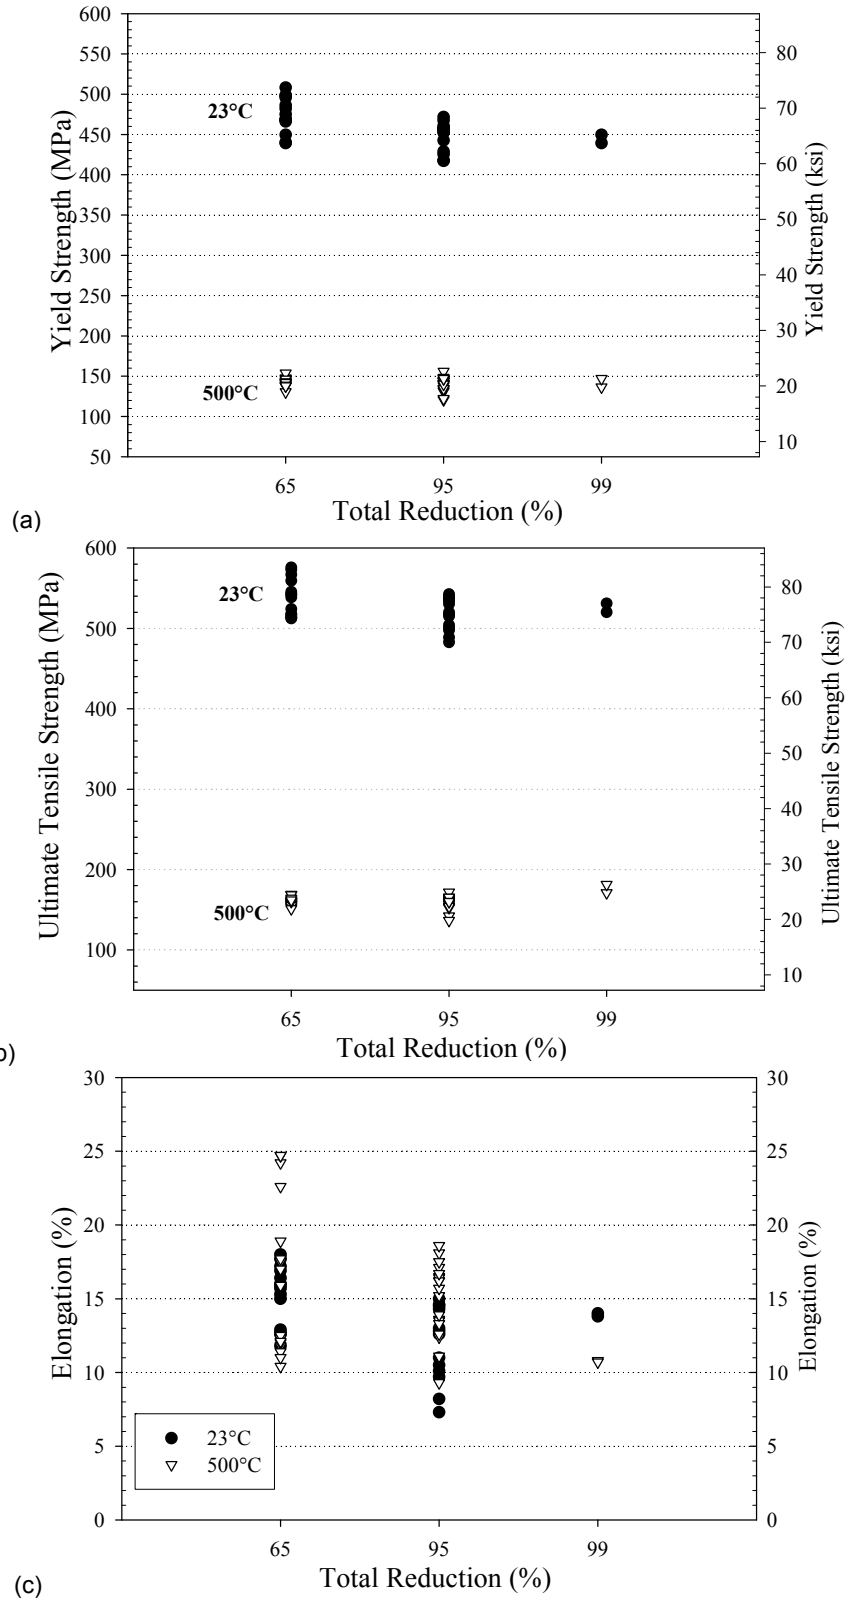 600
550
500
450
400
350
300
250
200
150
100
50
Yield Strength (MPa)
23°C
500°C
80
70
60
50
40
30
20
10
Yield Strength (ksi)
65 95 99
Total Reduction (%)
(a)
600
500
400
300
200
100
Ultimate Tensile Strength (MPa)
23°C
500°C
80
70
60
50
40
30
20
10
Ultimate Tensile Strength (ksi)
65 95 99
Total Reduction (%)
)
30
25
20
15
10
5
0
Elongation (%)
23°C
500°C
30
25
20
15
10
5
0
Elongation (%)
65 95 99
Total Reduction (%)
(c)